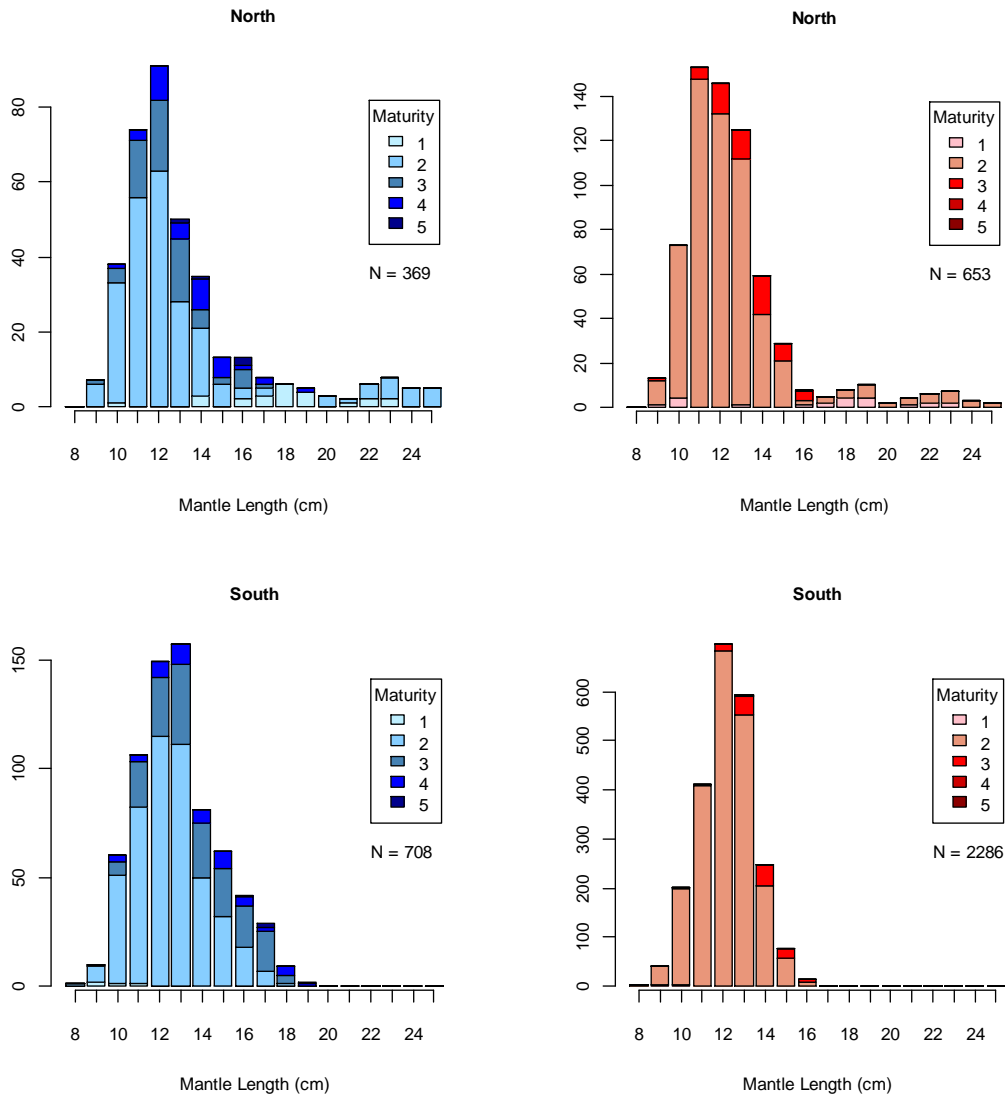 North
80
60
40
20
0
Maturity
1
2
3
4
5
N = 369
8 10 12 14 16 18 20 22 24
Mantle Length (cm)
North
140
120
100
80
60
40
20
0
Maturity
1
2
3
4
5
N = 653
8 10 12 14 16 18 20 22 24
Mantle Length (cm)
South
150
100
50
0
Maturity
1
2
3
4
5
N = 708
8 10 12 14 16 18 20 22 24
Mantle Length (cm)
South
600
500
400
300
200
100
0
Maturity
1
2
3
4
5
N = 2286
8 10 12 14 16 18 20 22 24
Mantle Length (cm)